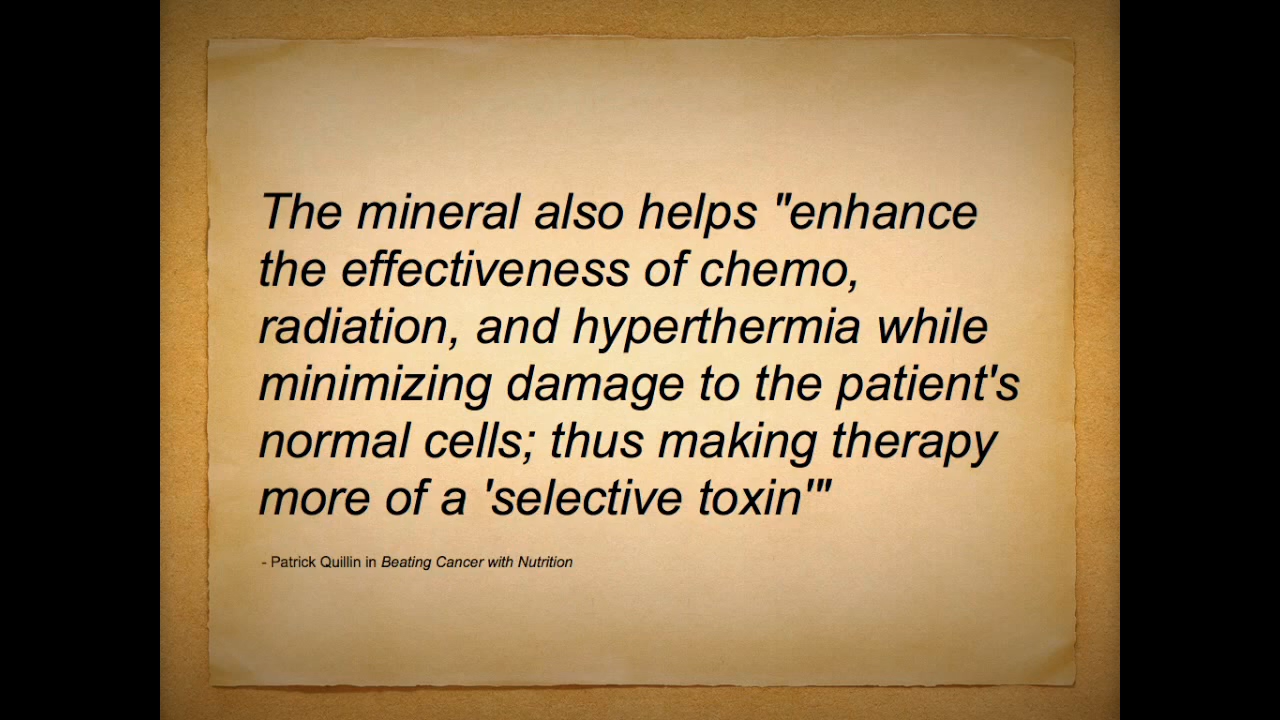 The mineral also helps "enhance
the effectiveness of chemo,
radiation, and hyperthermia while
minimizing damage to the patient's
normal cells; thus making therapy
more of a 'selective toxin'"
- Patrick Quillin in Beating Cancer with Nutrition